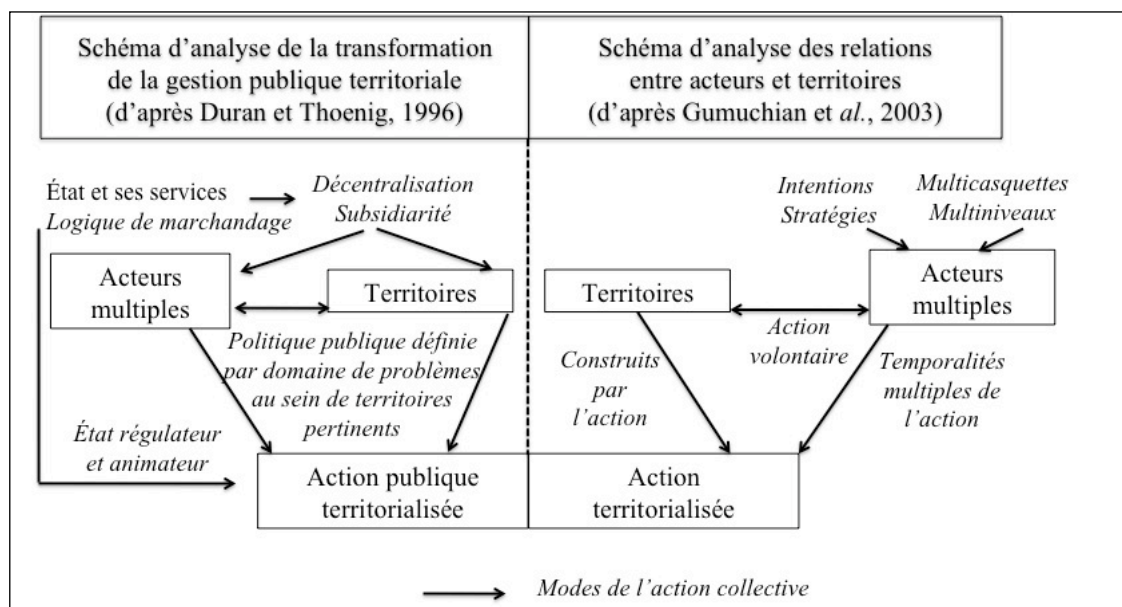 Schéma d'analyse de la transformation
de la gestion publique territoriale
(d'après Duran et Thoenig, 1996)
Schéma d'analyse des relations
entre acteurs et territoires
(d'après Gumuchian et al., 2003)
État et ses services
Logique de marchandage
Décentralisation
Subsidiarité
Acteurs
multiples
Territoires
Politique publique définie
par domaine de problèmes
au sein de territoires
pertinents
État régulateur
et animateur
Action publique
territorialisée
Intentions
Stratégies
Multicasquettes
Multiniveaux
Territoires
Acteurs
multiples
Action
volontaire
Construits
par
l'action
Temporalités
multiples de
l'action
Action
territorialisée
Modes de l'action collective